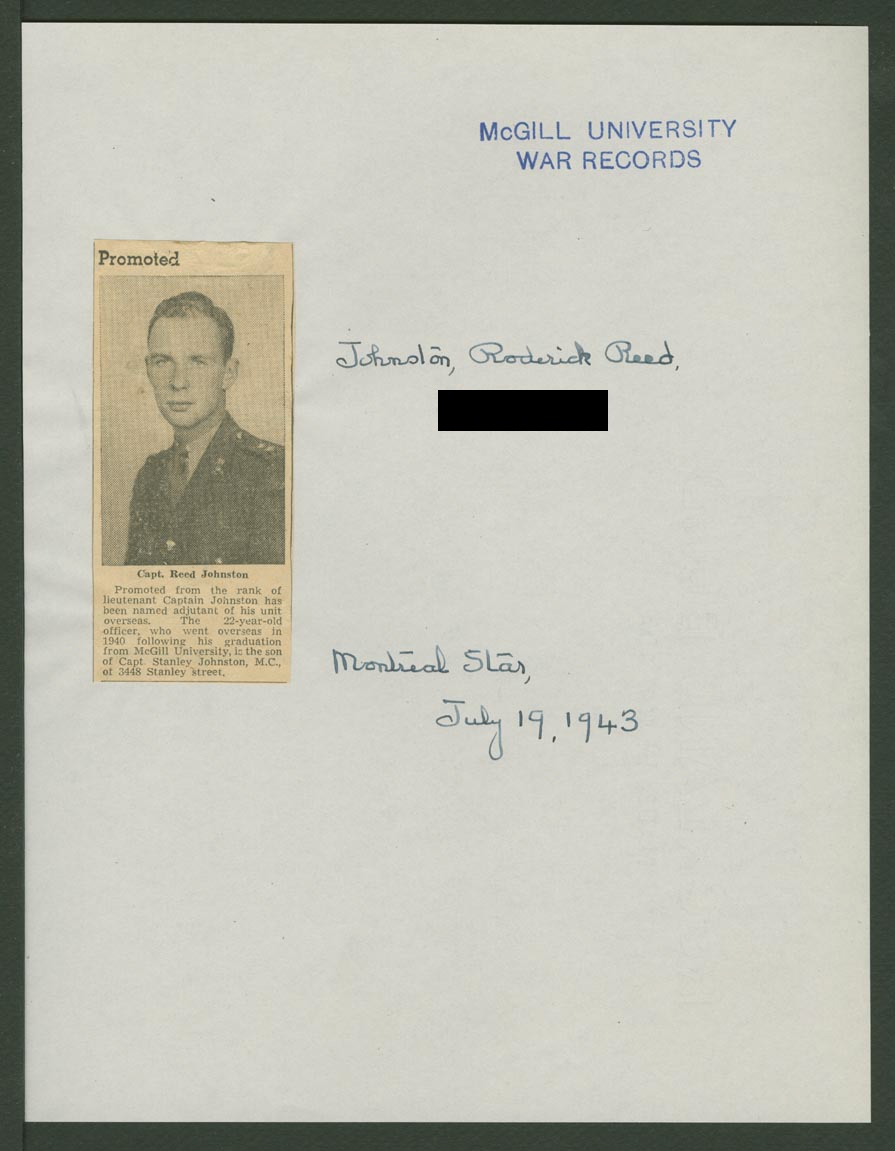 McGILL UNIVERSITY
WAR RECORDS
Promoted
Johnston, Roderick Reed,
Capt. Reed Johnston
Promoted from the rank of
lieutenant Captain Johnston has
been named adjutant of his unit
overseas. The 22-year-old
officer, who went overseas in
1940 following his graduation
from McGill University, is the son
of Capt. Stanley Johnston, M.C.,
of 3448 Stanley street.
Montreal Star,
July 19, 1943